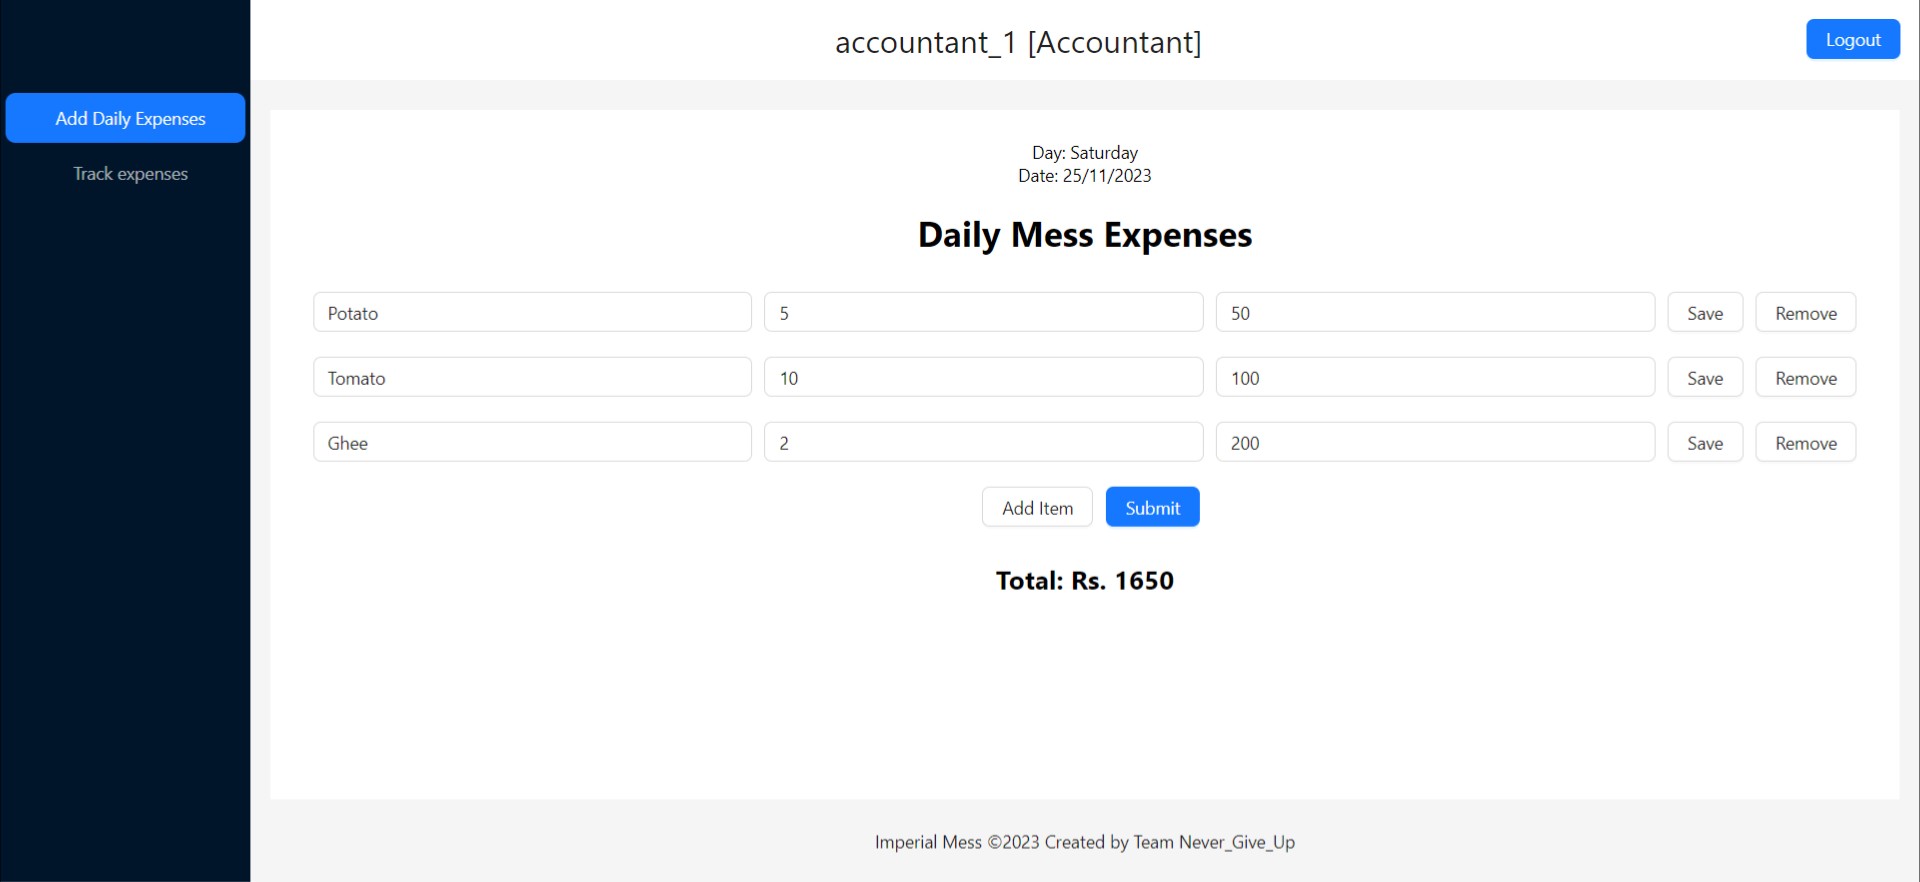 accountant_1 [Accountant]
Logout
Add Daily Expenses
Track expenses
Day: Saturday
Date: 25/11/2023
Daily Mess Expenses
Potato 5 50 Save Remove
Tomato 10 100 Save Remove
Ghee 2 200 Save Remove
Add Item Submit
Total: Rs. 1650
Imperial Mess ©2023 Created by Team Never_Give_Up